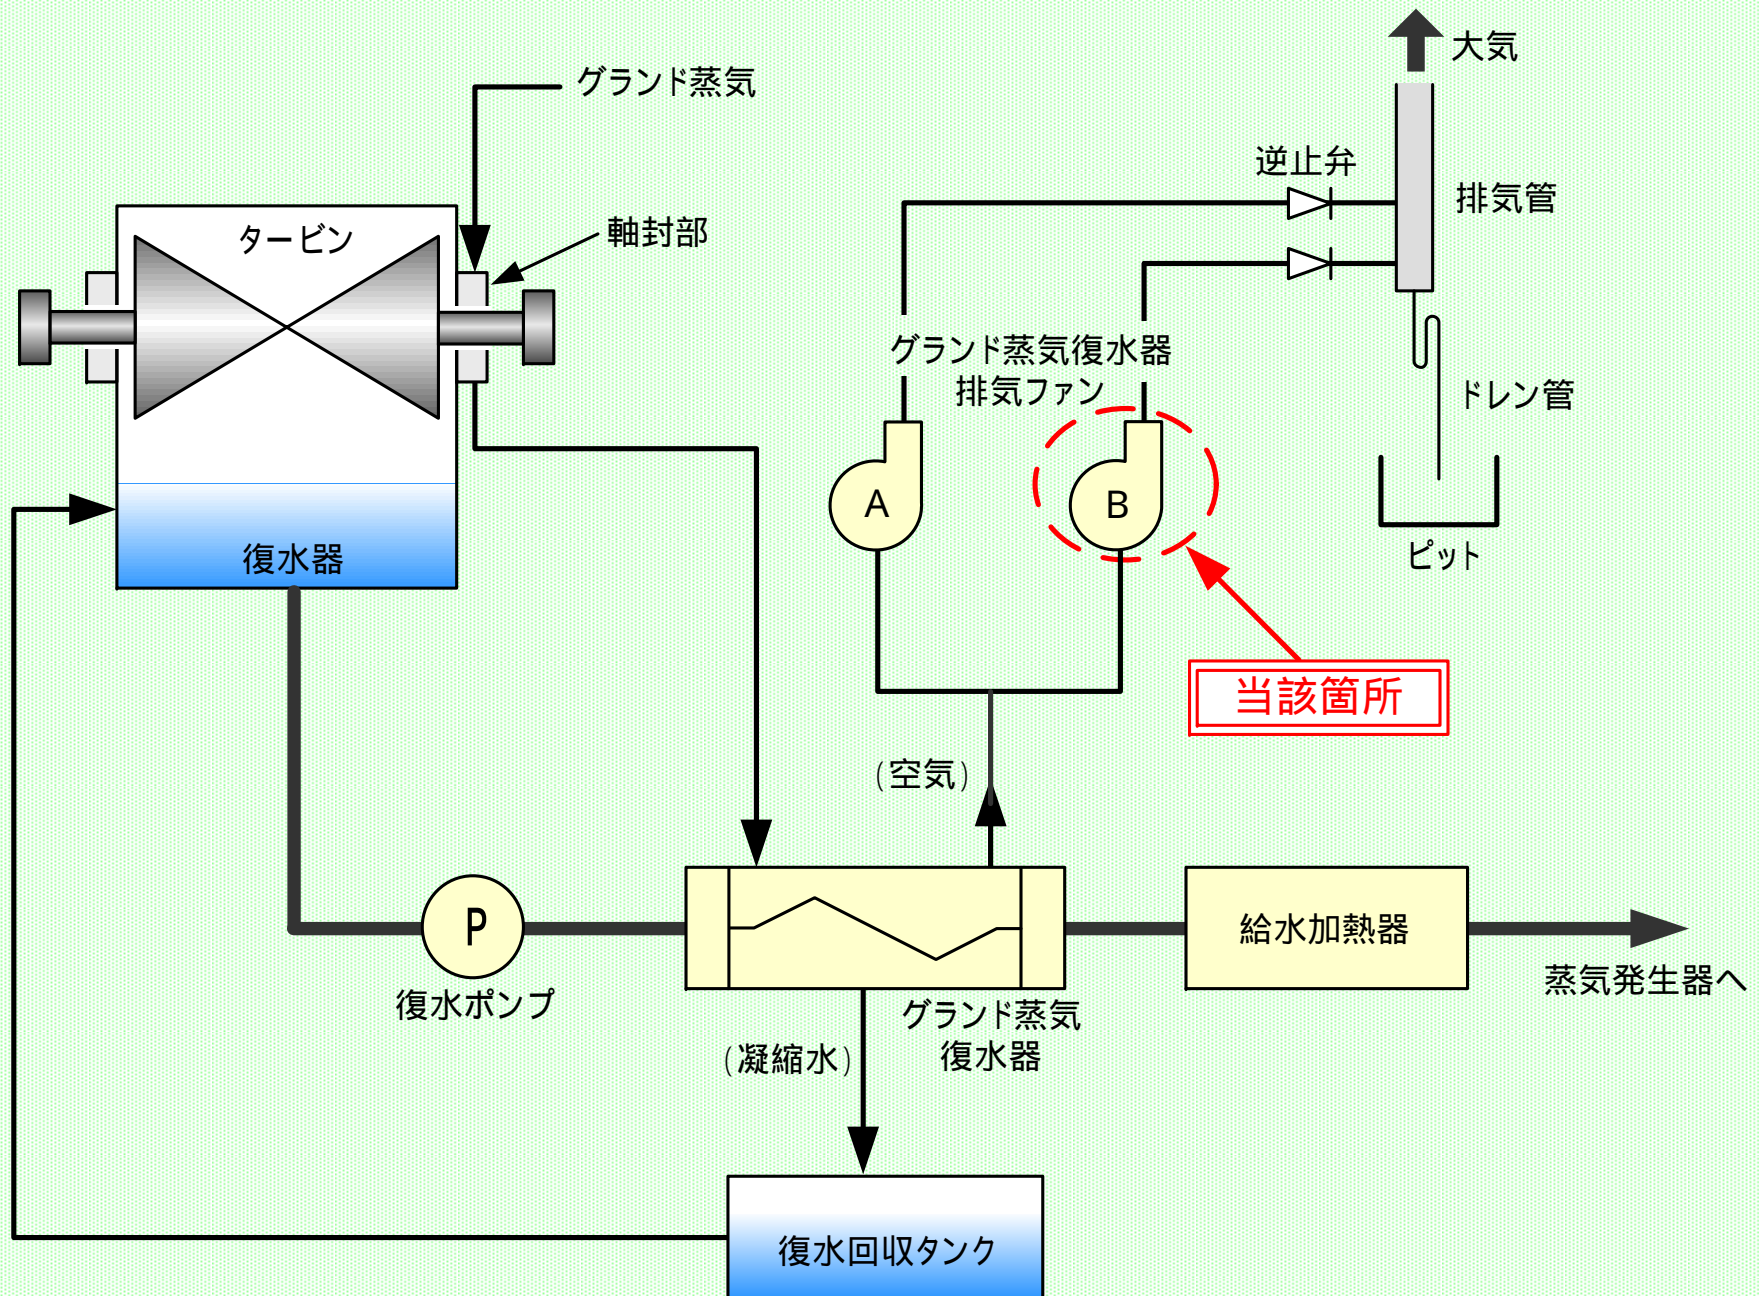 大気
グランド蒸気
逆止弁
排気管
軸封部
タービン
グランド蒸気復水器
排気ファン
ドレン管
A
B
ピット
復水器
当該箇所
(空気)
P
給水加熱器
復水ポンプ
蒸気発生器へ
グランド蒸気
復水器
(凝縮水)
復水回収タンク